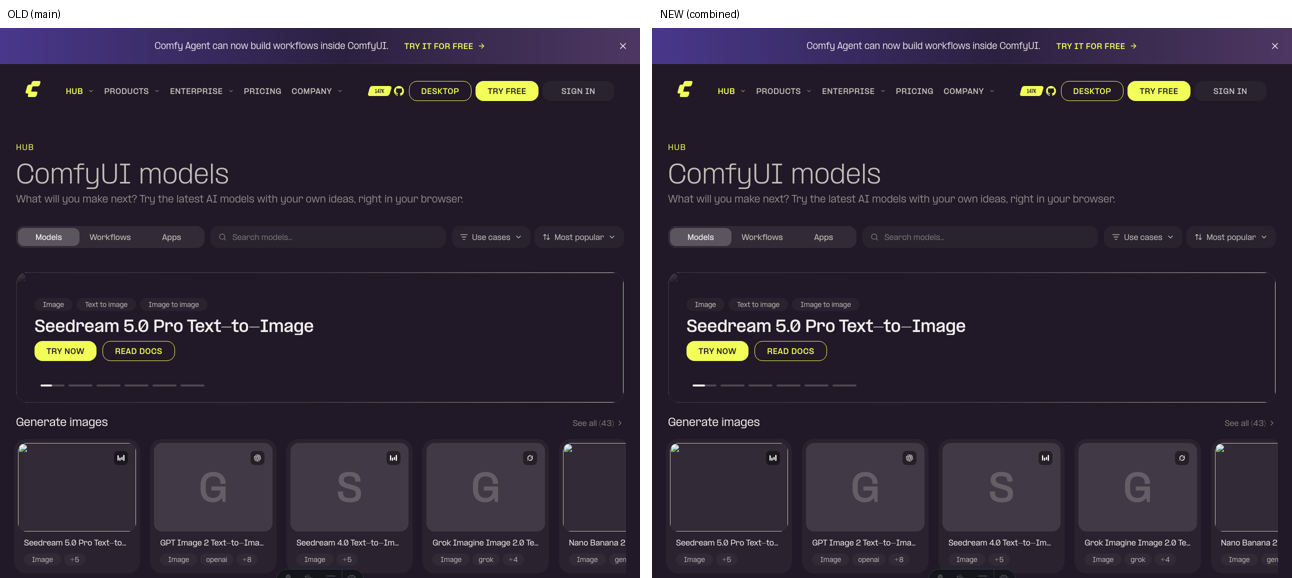 OLD (main)
Comfy Agent can now build workflows inside ComfyUI. TRY IT FOR FREE →
HUB PRODUCTS ENTERPRISE PRICING COMPANY 147K DESKTOP TRY FREE SIGN IN
HUB
ComfyUI models
What will you make next? Try the latest AI models with your own ideas, right in your browser.
Models Workflows Apps Search models... Use cases Most popular
Image Text to image Image to image
Seedream 5.0 Pro Text-to-Image
TRY NOW READ DOCS
Generate images See all (43)
G S G
Seedream 5.0 Pro Text-to... GPT Image 2 Text-to-Ima... Seedream 4.0 Text-to-Im... Grok Imagine Image 2.0 Te... Nano Banana 2
Image +5 Image openai +8 Image +5 Image grok +4 Image gen
NEW (combined)
Comfy Agent can now build workflows inside ComfyUI. TRY IT FOR FREE →
HUB PRODUCTS ENTERPRISE PRICING COMPANY 147K DESKTOP TRY FREE SIGN IN
HUB
ComfyUI models
What will you make next? Try the latest AI models with your own ideas, right in your browser.
Models Workflows Apps Search models... Use cases Most popular
Image Text to image Image to image
Seedream 5.0 Pro Text-to-Image
TRY NOW READ DOCS
Generate images See all (43)
G S G
Seedream 5.0 Pro Text-to... GPT Image 2 Text-to-Ima... Seedream 4.0 Text-to-Im... Grok Imagine Image 2.0 Te... Nano Banana 2
Image +5 Image openai +8 Image +5 Image grok +4 Image gen